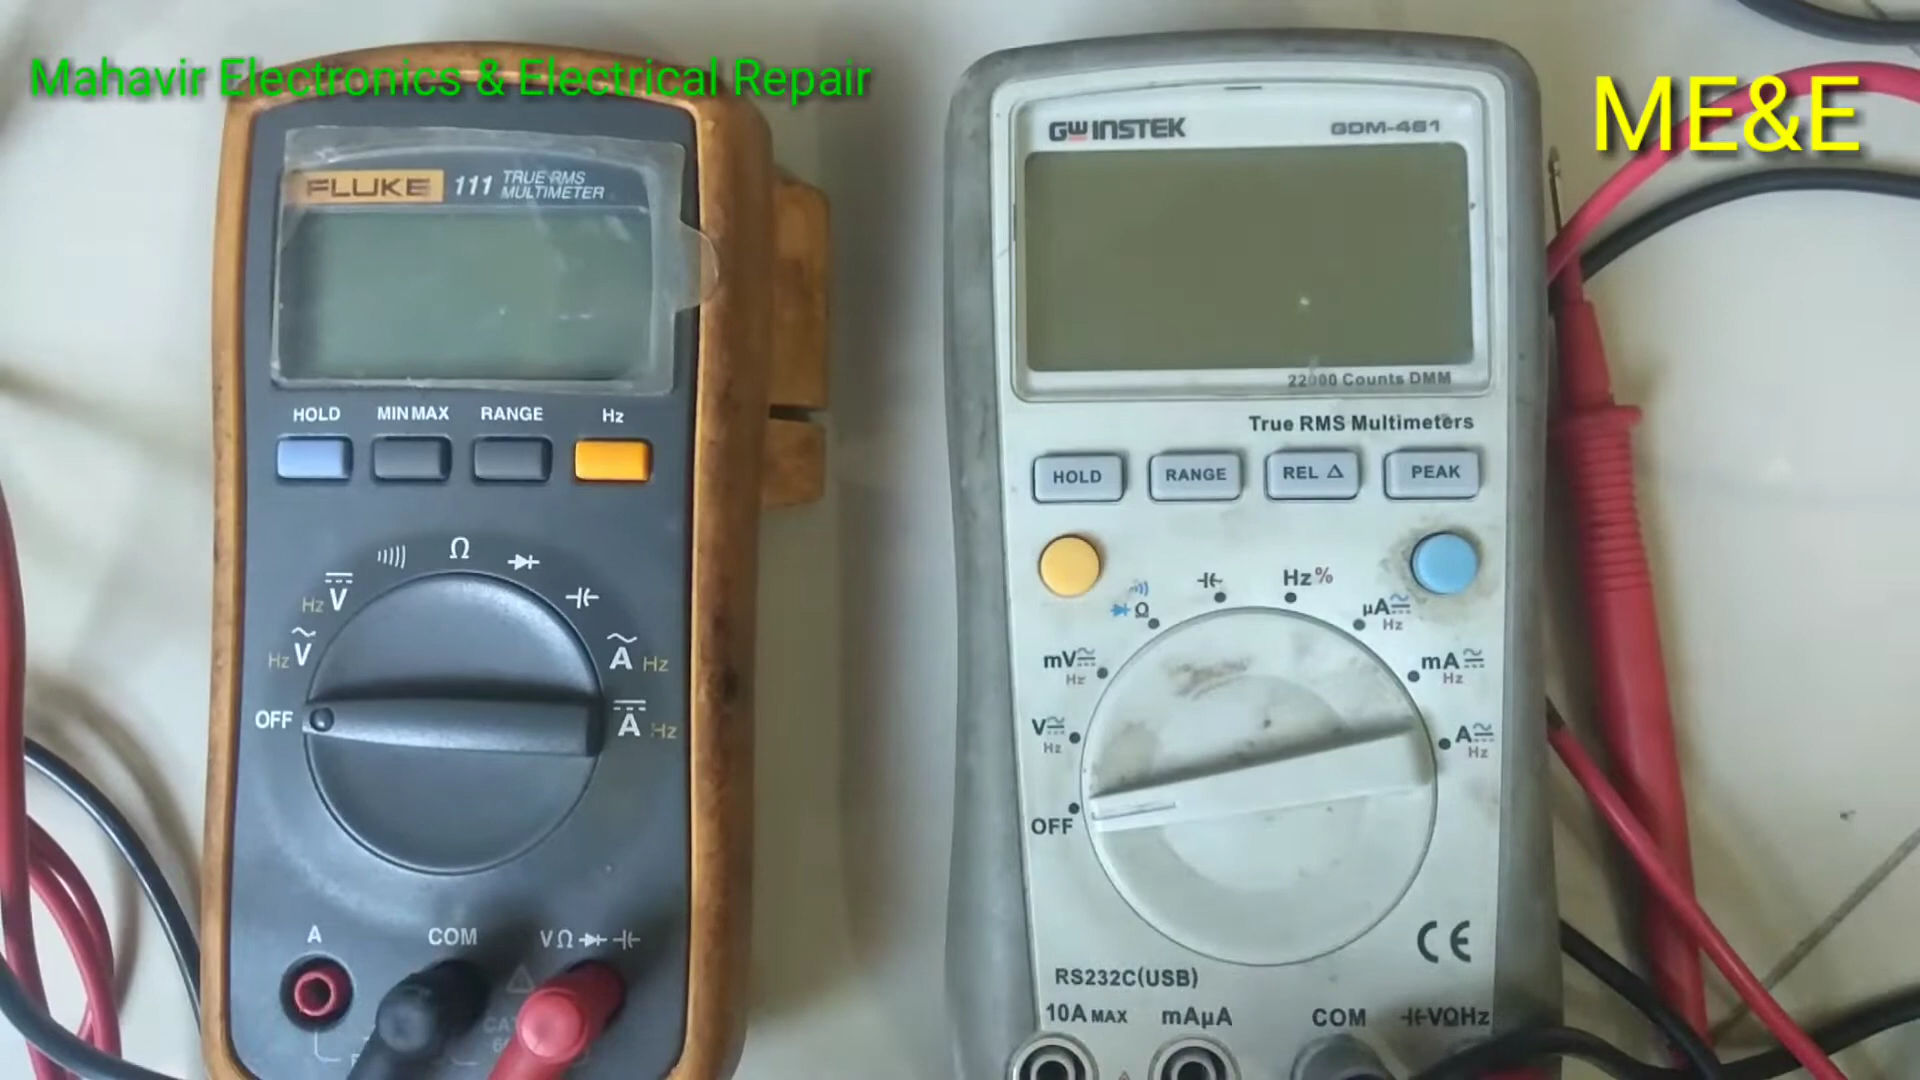 Mahavir Electronics & Electrical Repair
ME&E
FLUKE 111 TRUE RMS MULTIMETER
HOLD MIN MAX RANGE Hz
Ω
Hz V
Hz V
A Hz
OFF
A Hz
A COM VΩ
CAT
GW INSTEK GDM-461
22000 Counts DMM
True RMS Multimeters
HOLD RANGE REL Δ PEAK
Ω
Hz%
µA Hz
mV Hz
mA Hz
V Hz
A Hz
OFF
CE
RS232C(USB)
10A MAX mAµA COM VΩHz